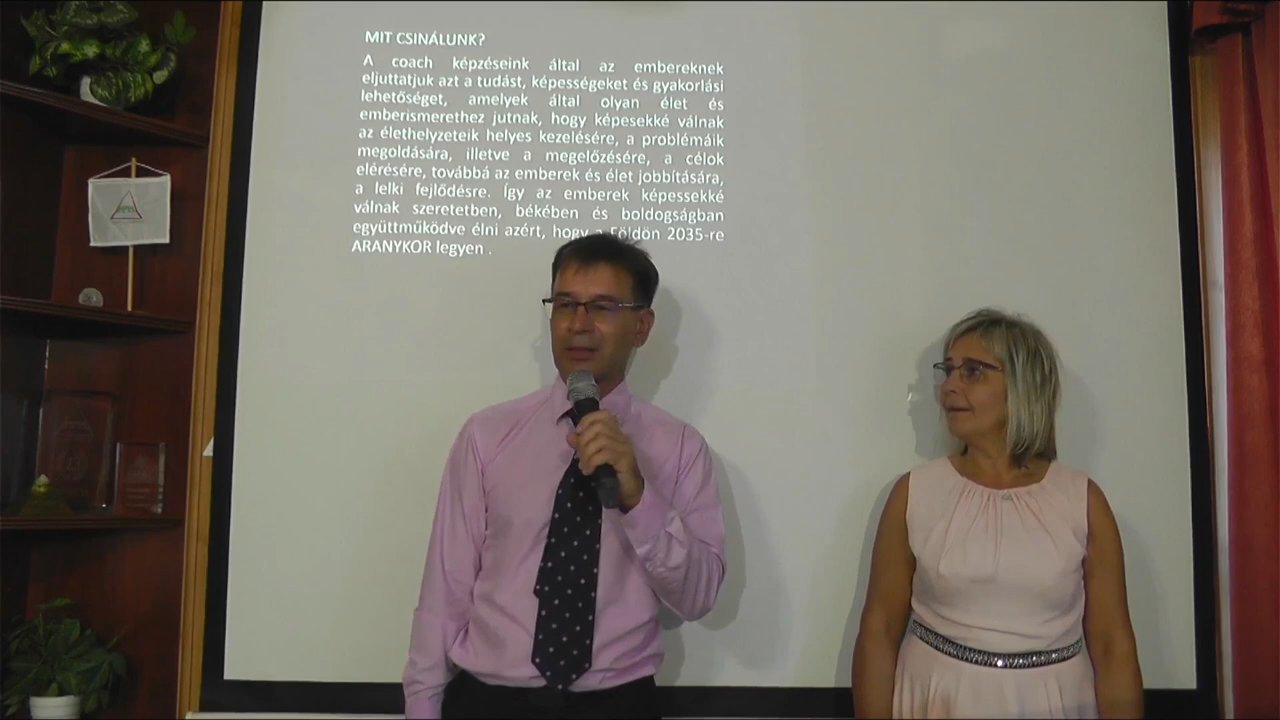 MIT CSINÁLUNK?
A coach képzéseink által az embereknek
eljuttatjuk azt a tudást, képességeket és gyakorlási
lehetőséget, amelyek által olyan élet és
emberismerethez jutnak, hogy képesekké válnak
az élethelyzeteik helyes kezelésére, a problémáik
megoldására, illetve a megelőzésére, a célok
elérésére, továbbá az emberek és élet jobbítására,
a lelki fejlődésre. Így az emberek képessekké
válnak szeretetben, békében és boldogságban
együttműködve élni azért, hogy a Földön 2035-re
ARANYKOR legyen .